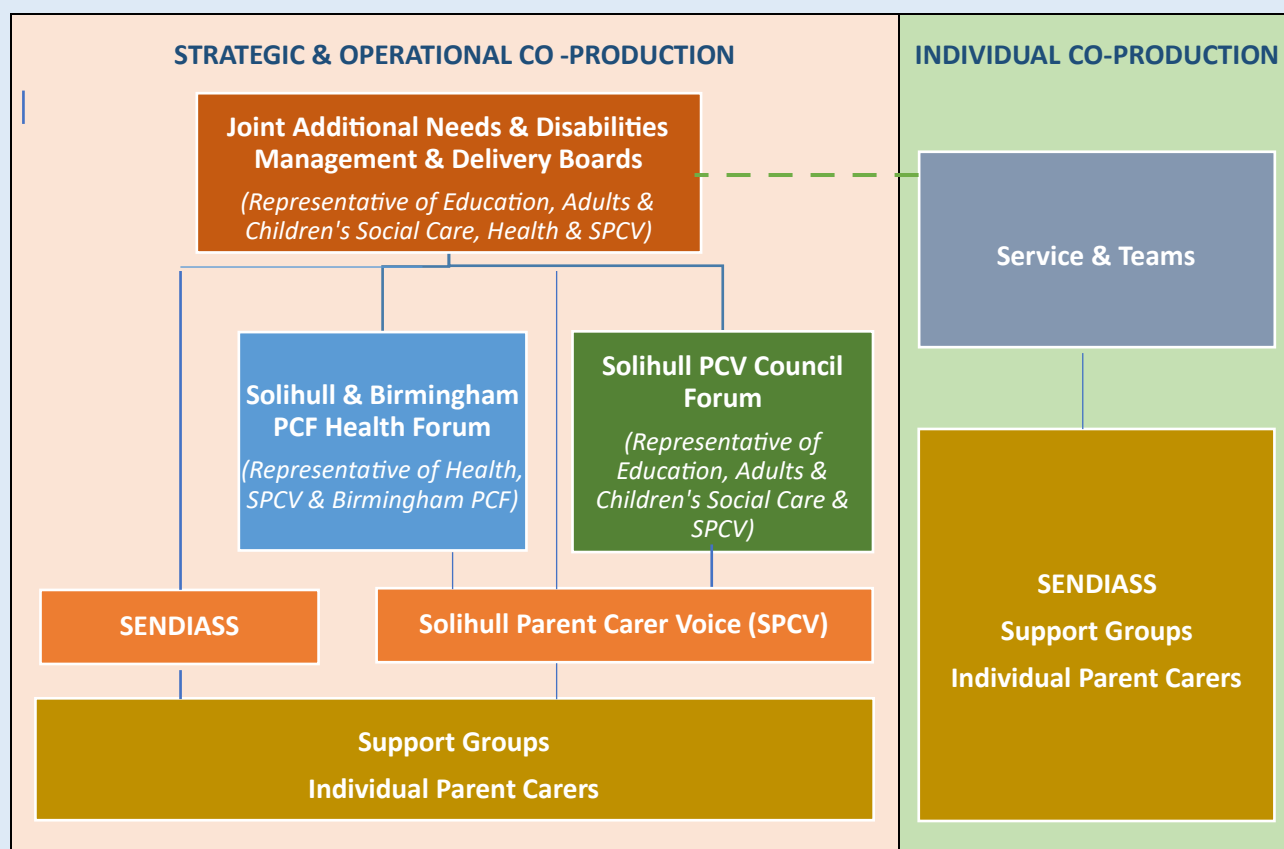 STRATEGIC & OPERATIONAL CO -PRODUCTION
Joint Additional Needs & Disabilities
Management & Delivery Boards
(Representative of Education, Adults &
Children's Social Care, Health & SPCV)
Solihull & Birmingham
PCF Health Forum
(Representative of Health,
SPCV & Birmingham PCF)
Solihull PCV Council
Forum
(Representative of
Education, Adults &
Children's Social Care &
SPCV)
SENDIASS
Solihull Parent Carer Voice (SPCV)
Support Groups
Individual Parent Carers
INDIVIDUAL CO-PRODUCTION
Service & Teams
SENDIASS
Support Groups
Individual Parent Carers